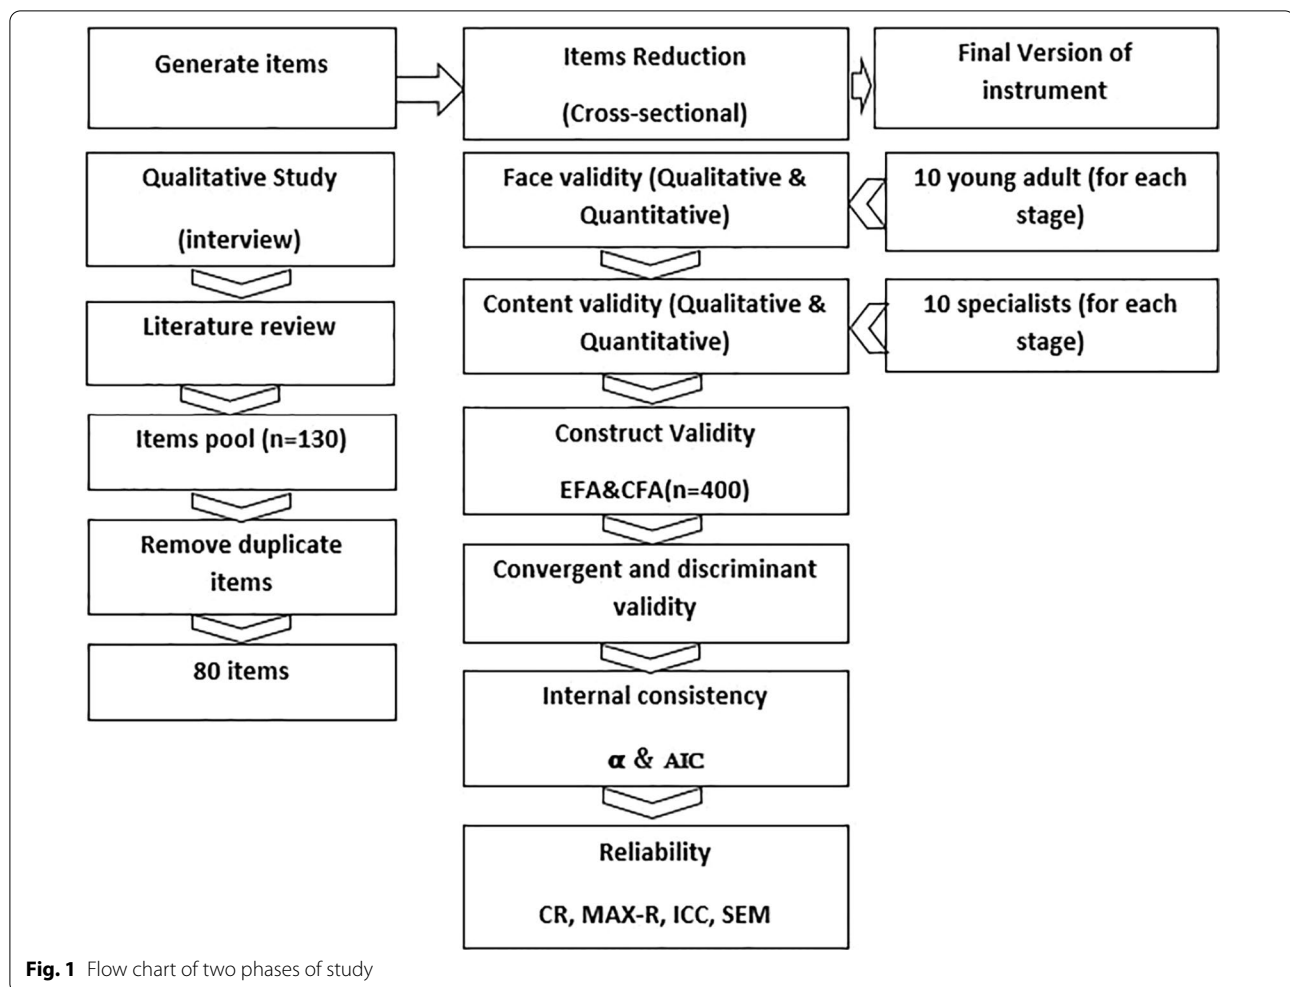 Generate items
Items Reduction
(Cross-sectional)
Final Version of
instrument
Qualitative Study
(interview)
Literature review
Items pool (n=130)
Remove duplicate
items
80 items
Face validity (Qualitative &
Quantitative)
10 young adult (for each
stage)
Content validity (Qualitative &
Quantitative)
10 specialists (for each
stage)
Construct Validity
EFA&CFA(n=400)
Convergent and discriminant
validity
Internal consistency
α & AIC
Reliability
CR, MAX-R, ICC, SEM
Fig. 1 Flow chart of two phases of study